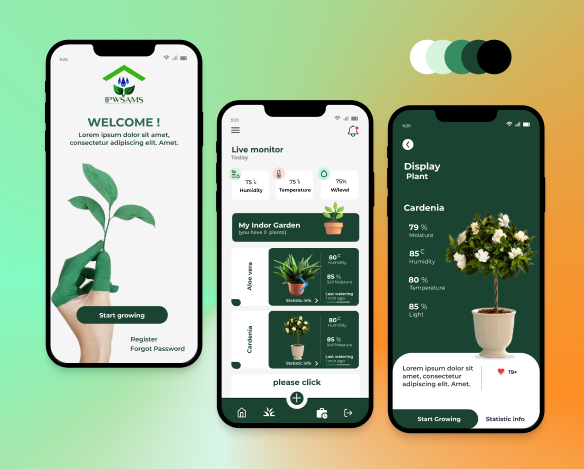 9:20
IPWSAMS
WELCOME !
Lorem ipsum dolor sit amet,
consectetur adipiscing elit. Amet.
Start growing
Register
Forgot Password
9:20
Live monitor
Today
75 %
Humidity
75 %
Temperature
75%
W/level
My Indor Garden
(you have 3 plants)
Aloe vera
80 C
Humidity
85 %
Soil Moisture
Last watering
1 min ago
Statistic info
Cardenia
80 C
Humidity
85 %
Soil Moisture
Last watering
1 min ago
Statistic info
please click
9:20
Display
Plant
Cardenia
79 %
Moisture
85 C
Humidity
80 %
Temperature
85 %
Light
Lorem ipsum dolor sit
amet, consectetur
adipiscing elit. Amet.
19+
Start Growing
Statistic info